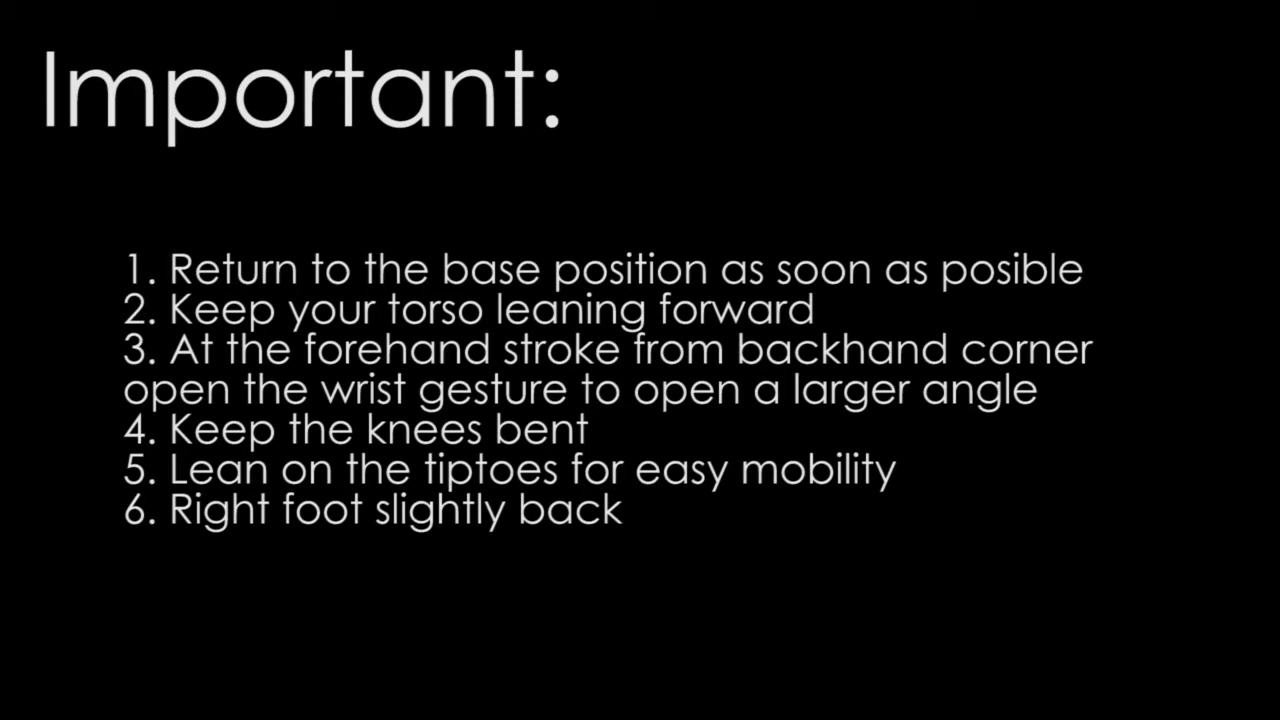 Important:
1. Return to the base position as soon as posible
2. Keep your torso leaning forward
3. At the forehand stroke from backhand corner
open the wrist gesture to open a larger angle
4. Keep the knees bent
5. Lean on the tiptoes for easy mobility
6. Right foot slightly back